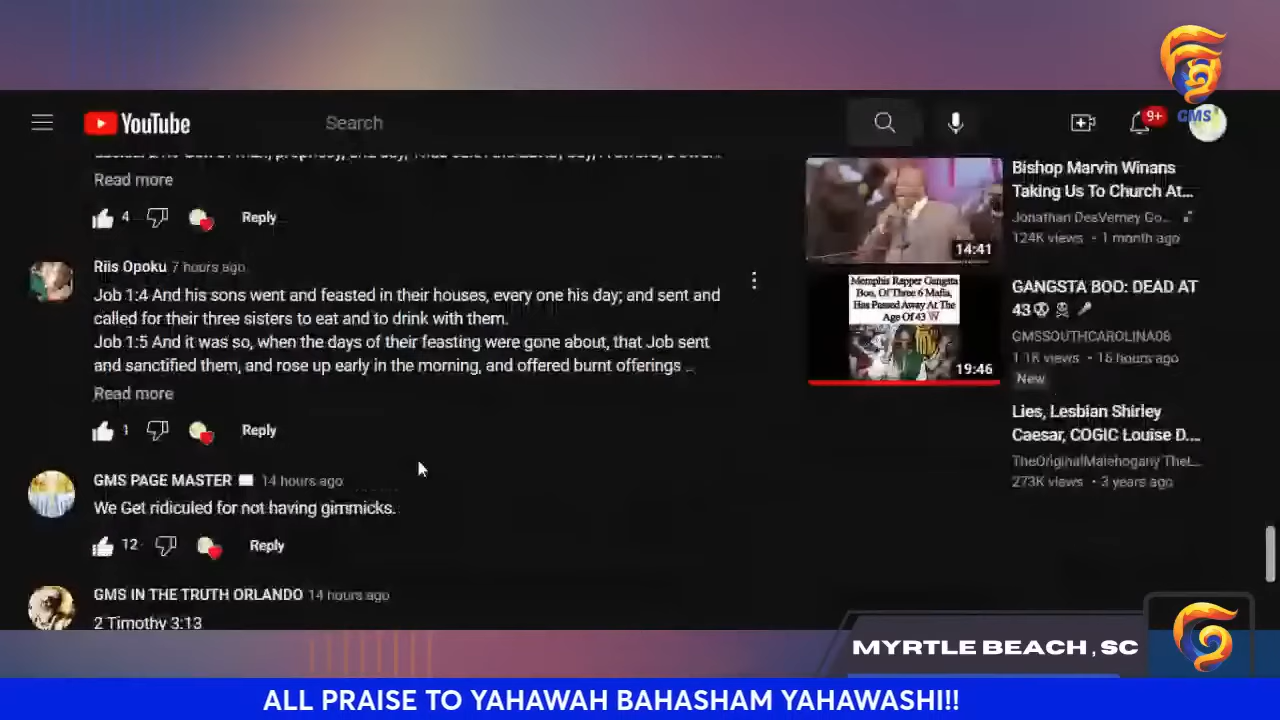 GMS
YouTube
Search
9+
Read more
4
Reply
Riis Opoku 7 hours ago
Job 1:4 And his sons went and feasted in their houses, every one his day; and sent and
called for their three sisters to eat and to drink with them.
Job 1:5 And it was so, when the days of their feasting were gone about, that Job sent
and sanctified them, and rose up early in the morning, and offered burnt offerings ...
Read more
1
Reply
GMS PAGE MASTER 14 hours ago
We Get ridiculed for not having gimmicks.
12
Reply
GMS IN THE TRUTH ORLANDO 14 hours ago
2 Timothy 3:13
14:41
Bishop Marvin Winans
Taking Us To Church At...
Jonathan DesVerney Go...
124K views • 1 month ago
Memphis Rapper Gangsta
Boo, Of Three 6 Mafia,
Has Passed Away At The
Age Of 43
19:46
GANGSTA BOO: DEAD AT
43
GMSSOUTHCAROLINA08
1.1K views • 16 hours ago
New
Lies, Lesbian Shirley
Caesar, COGIC Louise D....
273K views • 3 years ago
MYRTLE BEACH , SC
ALL PRAISE TO YAHAWAH BAHASHAM YAHAWASHI!!